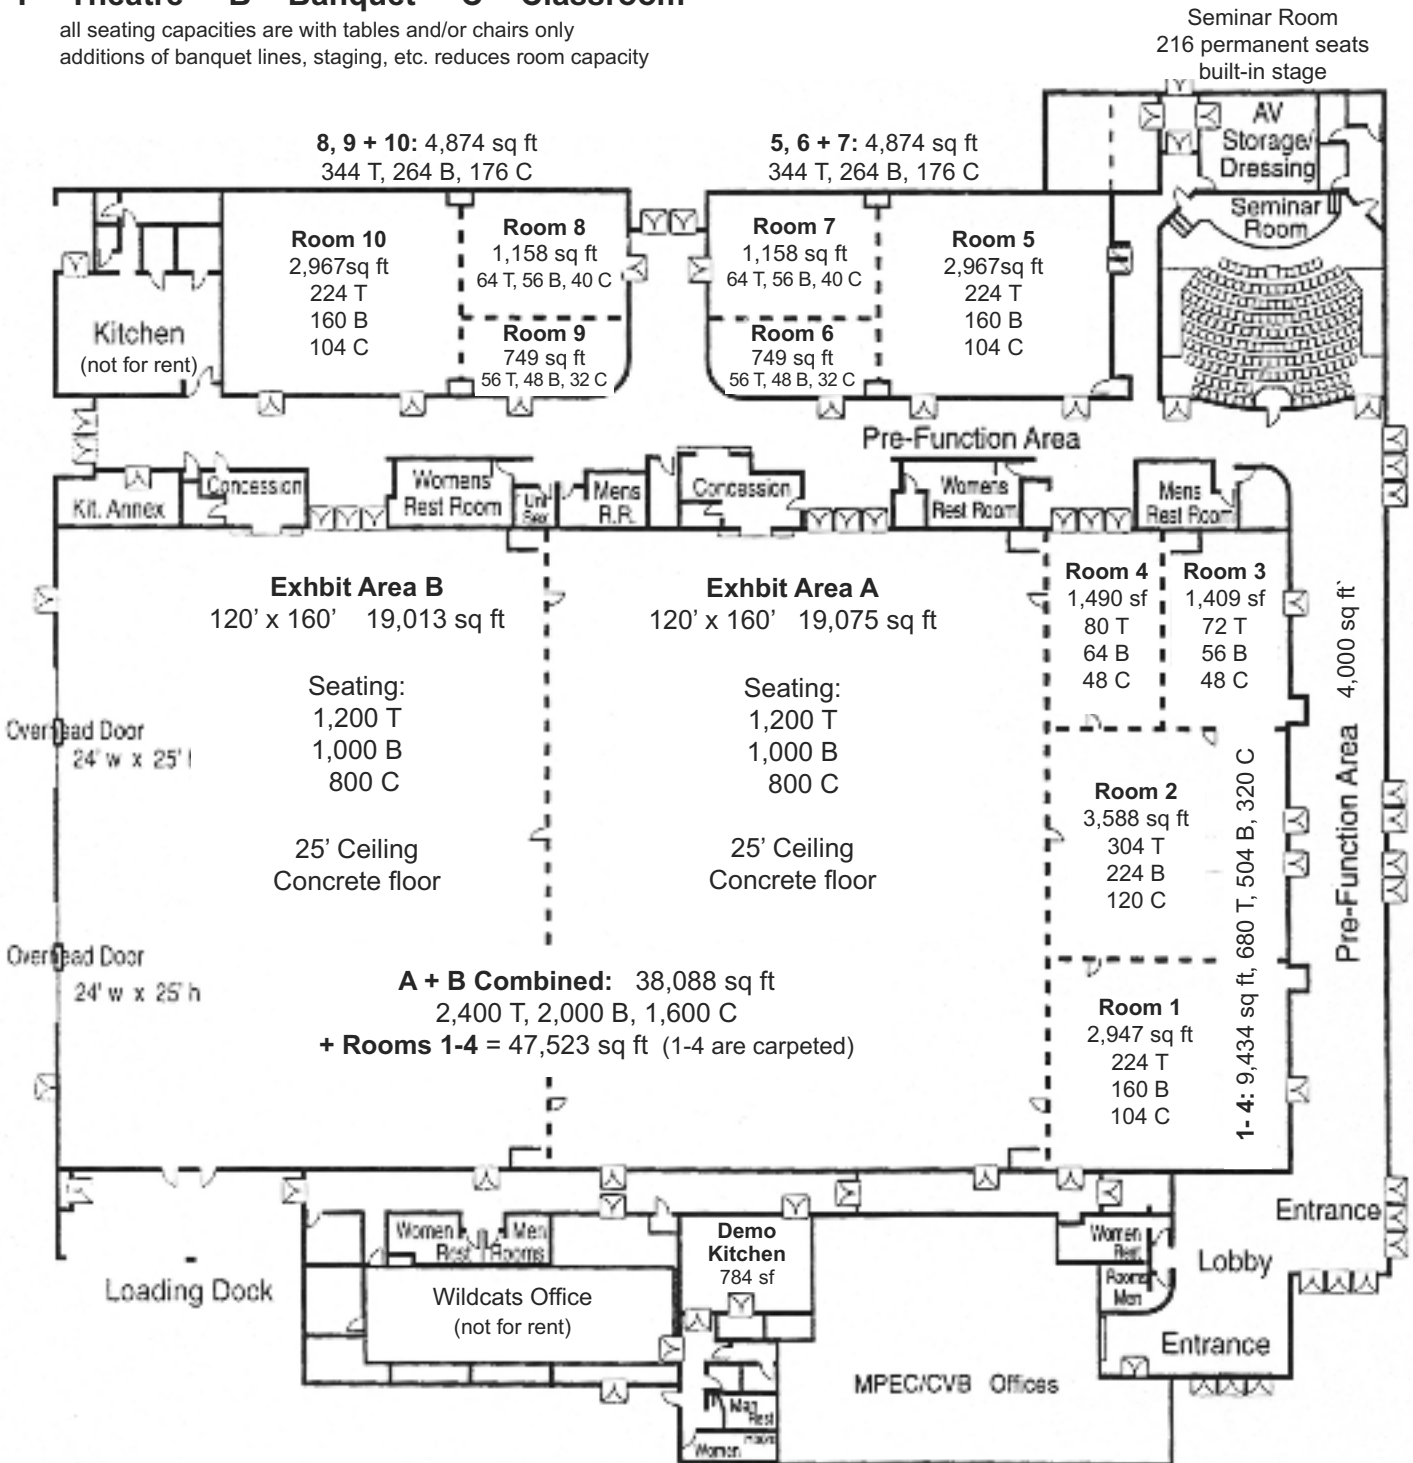 T   Theatre   B   Banquet   C   Classroom
all seating capacities are with tables and/or chairs only
additions of banquet lines, staging, etc. reduces room capacity
Seminar Room
216 permanent seats
built-in stage
8, 9 + 10: 4,874 sq ft
344 T, 264 B, 176 C
5, 6 + 7: 4,874 sq ft
344 T, 264 B, 176 C
AV
Storage/
Dressing
Seminar
Room
Room 10
2,967sq ft
224 T
160 B
104 C
Room 8
1,158 sq ft
64 T, 56 B, 40 C
Room 9
749 sq ft
56 T, 48 B, 32 C
Room 7
1,158 sq ft
64 T, 56 B, 40 C
Room 6
749 sq ft
56 T, 48 B, 32 C
Room 5
2,967sq ft
224 T
160 B
104 C
Kitchen
(not for rent)
Pre-Function Area
Kit. Annex
Concession
Womens
Rest Room
Uni
Sex
Mens
R.R.
Concession
Womens
Rest Room
Mens
Rest Room
Exhbit Area B
120’ x 160’   19,013 sq ft
Seating:
1,200 T
1,000 B
800 C
25’ Ceiling
Concrete floor
Exhbit Area A
120’ x 160’   19,075 sq ft
Seating:
1,200 T
1,000 B
800 C
25’ Ceiling
Concrete floor
Room 4
1,490 sf
80 T
64 B
48 C
Room 3
1,409 sf
72 T
56 B
48 C
Room 2
3,588 sq ft
304 T
224 B
120 C
Room 1
2,947 sq ft
224 T
160 B
104 C
1- 4: 9,434 sq ft, 680 T, 504 B, 320 C
Pre-Function Area   4,000 sq ft`
Overhead Door
24' w x 25'
Overhead Door
24' w x 25' h
A + B Combined:   38,088 sq ft
2,400 T, 2,000 B, 1,600 C
+ Rooms 1-4 = 47,523 sq ft  (1-4 are carpeted)
Loading Dock
Women
Rest
Men
Rooms
Wildcats Office
(not for rent)
Demo
Kitchen
784 sf
Women
Rest
Rooms
Men
Lobby
Entrance
Entrance
MPEC/CVB Offices
Men
Rest
Room
Women